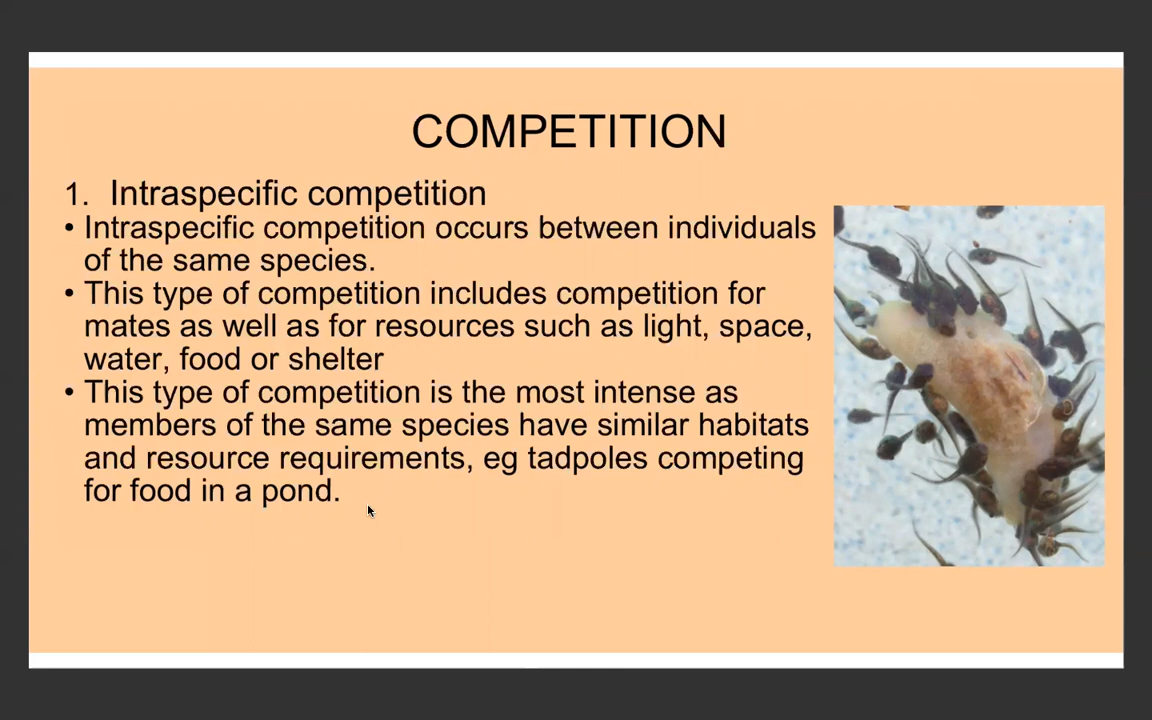 COMPETITION
1. Intraspecific competition
• Intraspecific competition occurs between individuals
of the same species.
• This type of competition includes competition for
mates as well as for resources such as light, space,
water, food or shelter
• This type of competition is the most intense as
members of the same species have similar habitats
and resource requirements, eg tadpoles competing
for food in a pond.